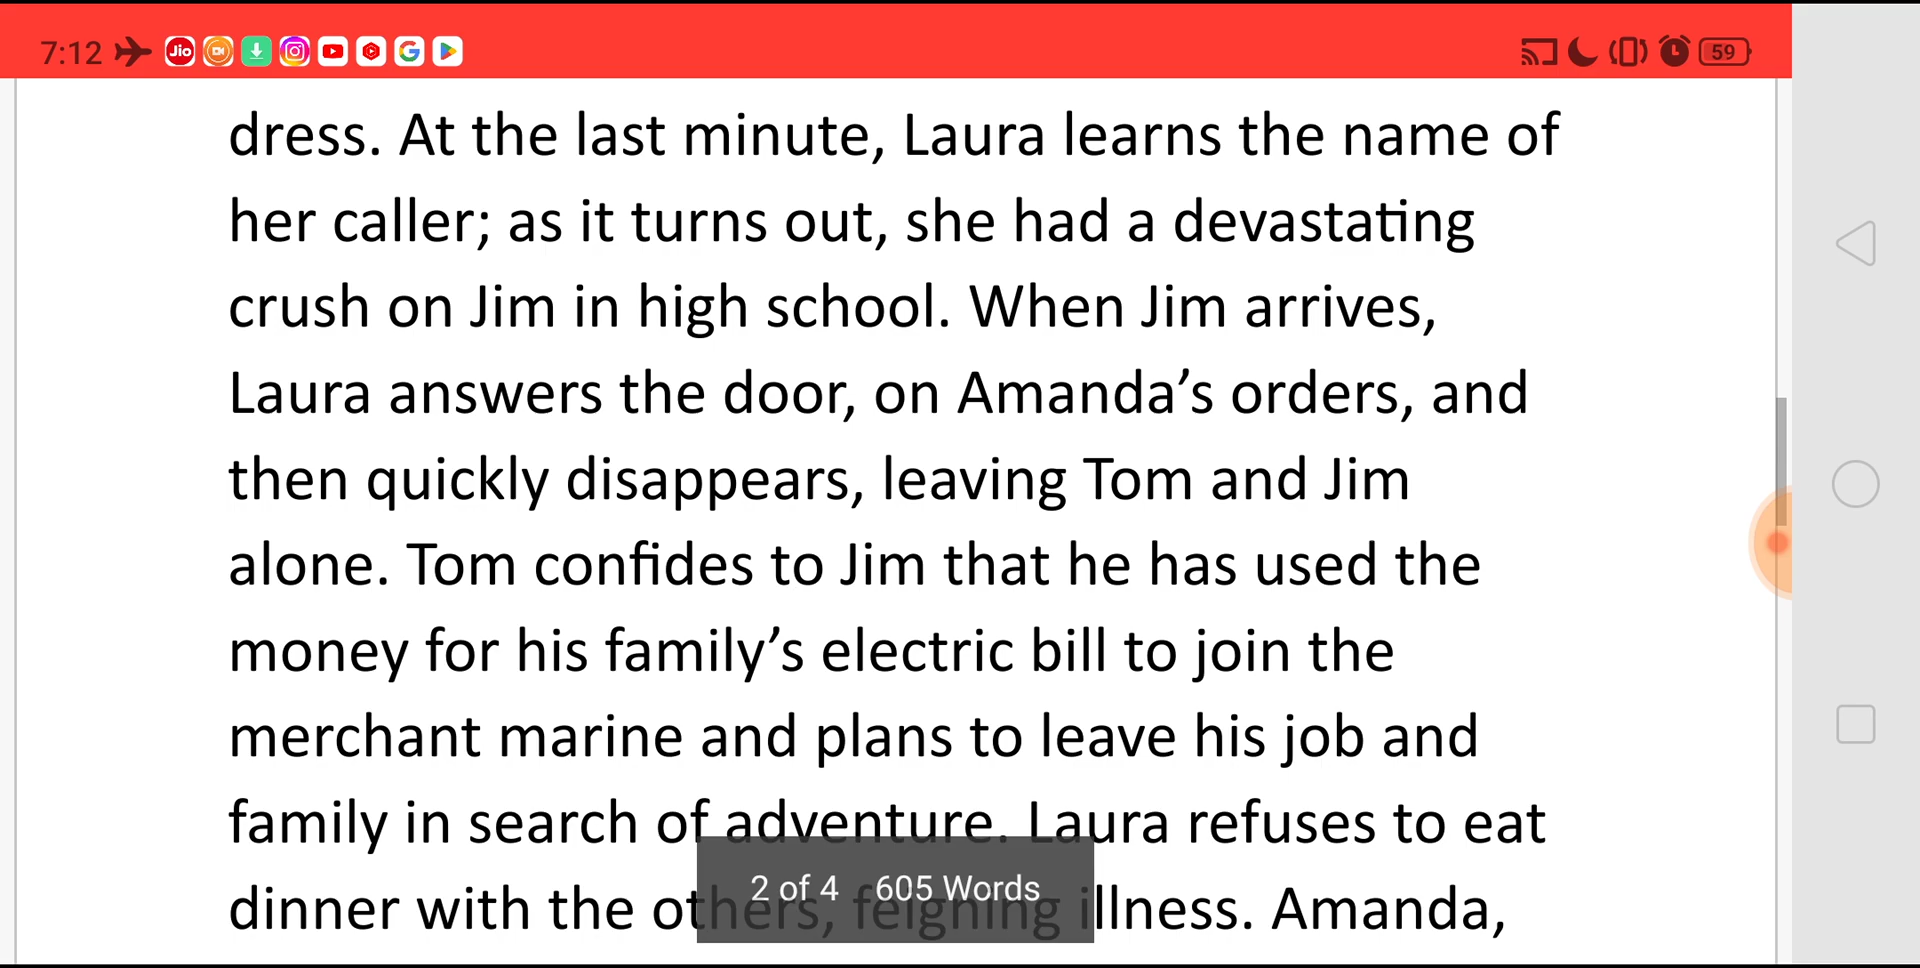 7:12 Jio 59
dress. At the last minute, Laura learns the name of
her caller; as it turns out, she had a devastating
crush on Jim in high school. When Jim arrives,
Laura answers the door, on Amanda’s orders, and
then quickly disappears, leaving Tom and Jim
alone. Tom confides to Jim that he has used the
money for his family’s electric bill to join the
merchant marine and plans to leave his job and
family in search of adventure. Laura refuses to eat
dinner with the others, feigning illness. Amanda,
2 of 4 605 Words